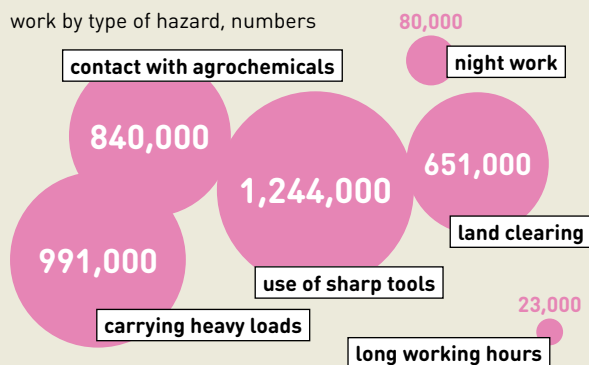 work by type of hazard, numbers
80,000
night work
contact with agrochemicals
840,000
1,244,000
use of sharp tools
651,000
land clearing
991,000
carrying heavy loads
23,000
long working hours